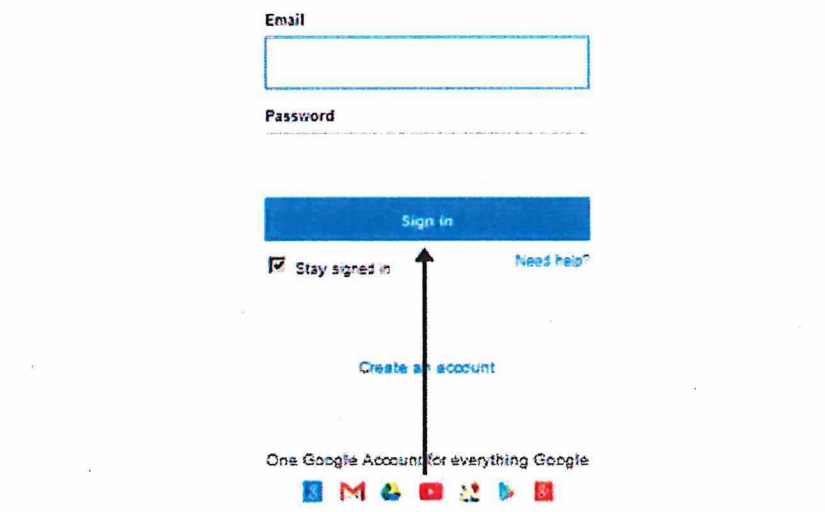 Email
Password
Sign in
Stay signed in
Need help?
Create an account
One Google Account for everything Google